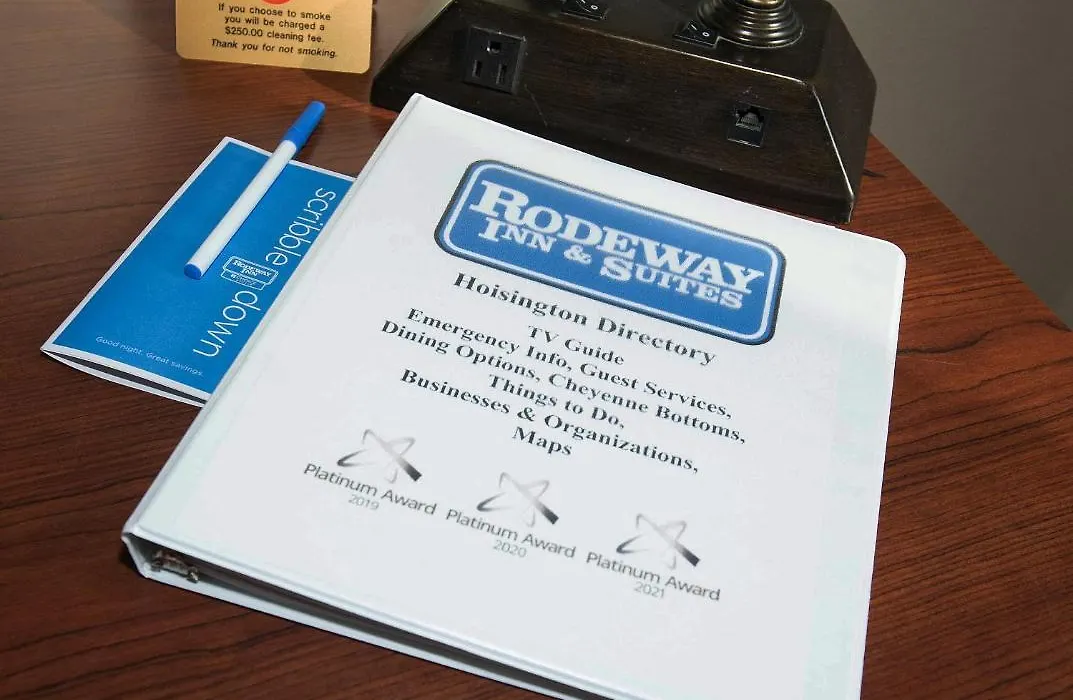 If you choose to smoke
you will be charged a
$250.00 cleaning fee.
Thank you for not smoking.
scribble down
RODEWAY
INN
Good night. Great savings.
RODEWAY
INN & SUITES
Hoisington Directory
TV Guide
Emergency Info, Guest Services,
Dining Options, Cheyenne Bottoms,
Things to Do,
Businesses & Organizations,
Maps
Platinum Award
2019
Platinum Award
2020
Platinum Award
2021